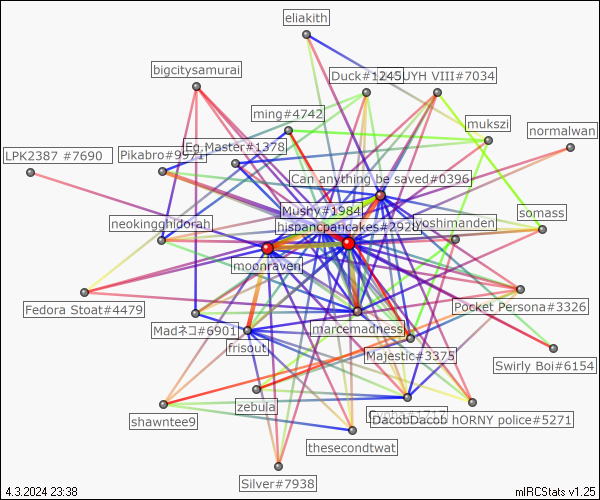 eliakith
bigcitysamurai
Duck#1245
UYH VIII#7034
ming#4742
mukszi
normalwan
LPK2387 #7690
Pikabro#9971
Eg.Master#1378
Can anything be saved#0396
Mushy#1984
somass
neokingghidorah
hispancpancakes#2920
yoshimanden
moonraven
Fedora Stoat#4479
Pocket Persona#3326
Madネコ#6901
marcemadness
frisout
Majestic#3375
Swirly Boi#6154
zebula
shawntee9
DacobDacob hORNY police#5271
thesecondtwat
Silver#7938
4.3.2024 23:38
mIRCStats v1.25